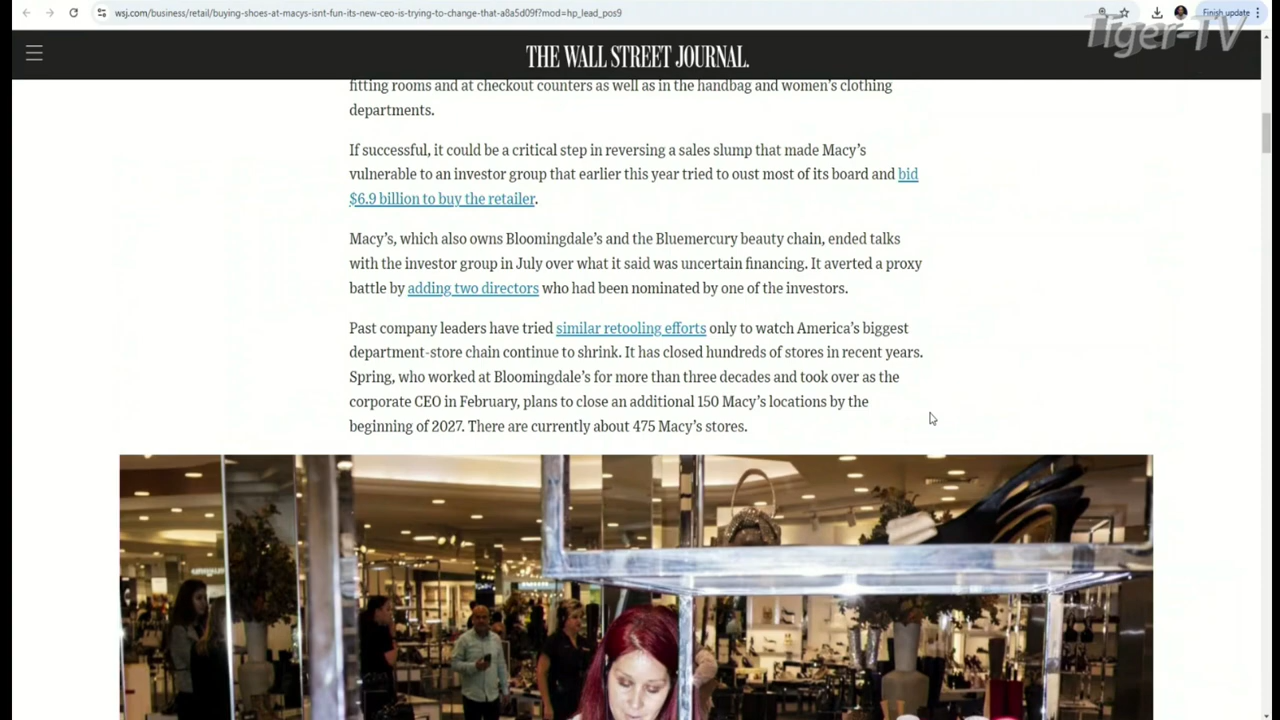 wsj.com/business/retail/buying-shoes-at-macys-isnt-fun-its-new-ceo-is-trying-to-change-that-a8a5d09f?mod=hp_lead_pos9
Finish update
Tiger-TV
THE WALL STREET JOURNAL.
fitting rooms and at checkout counters as well as in the handbag and women's clothing
departments.
If successful, it could be a critical step in reversing a sales slump that made Macy's
vulnerable to an investor group that earlier this year tried to oust most of its board and bid
$6.9 billion to buy the retailer.
Macy's, which also owns Bloomingdale's and the Bluemercury beauty chain, ended talks
with the investor group in July over what it said was uncertain financing. It averted a proxy
battle by adding two directors who had been nominated by one of the investors.
Past company leaders have tried similar retooling efforts only to watch America's biggest
department-store chain continue to shrink. It has closed hundreds of stores in recent years.
Spring, who worked at Bloomingdale's for more than three decades and took over as the
corporate CEO in February, plans to close an additional 150 Macy's locations by the
beginning of 2027. There are currently about 475 Macy's stores.